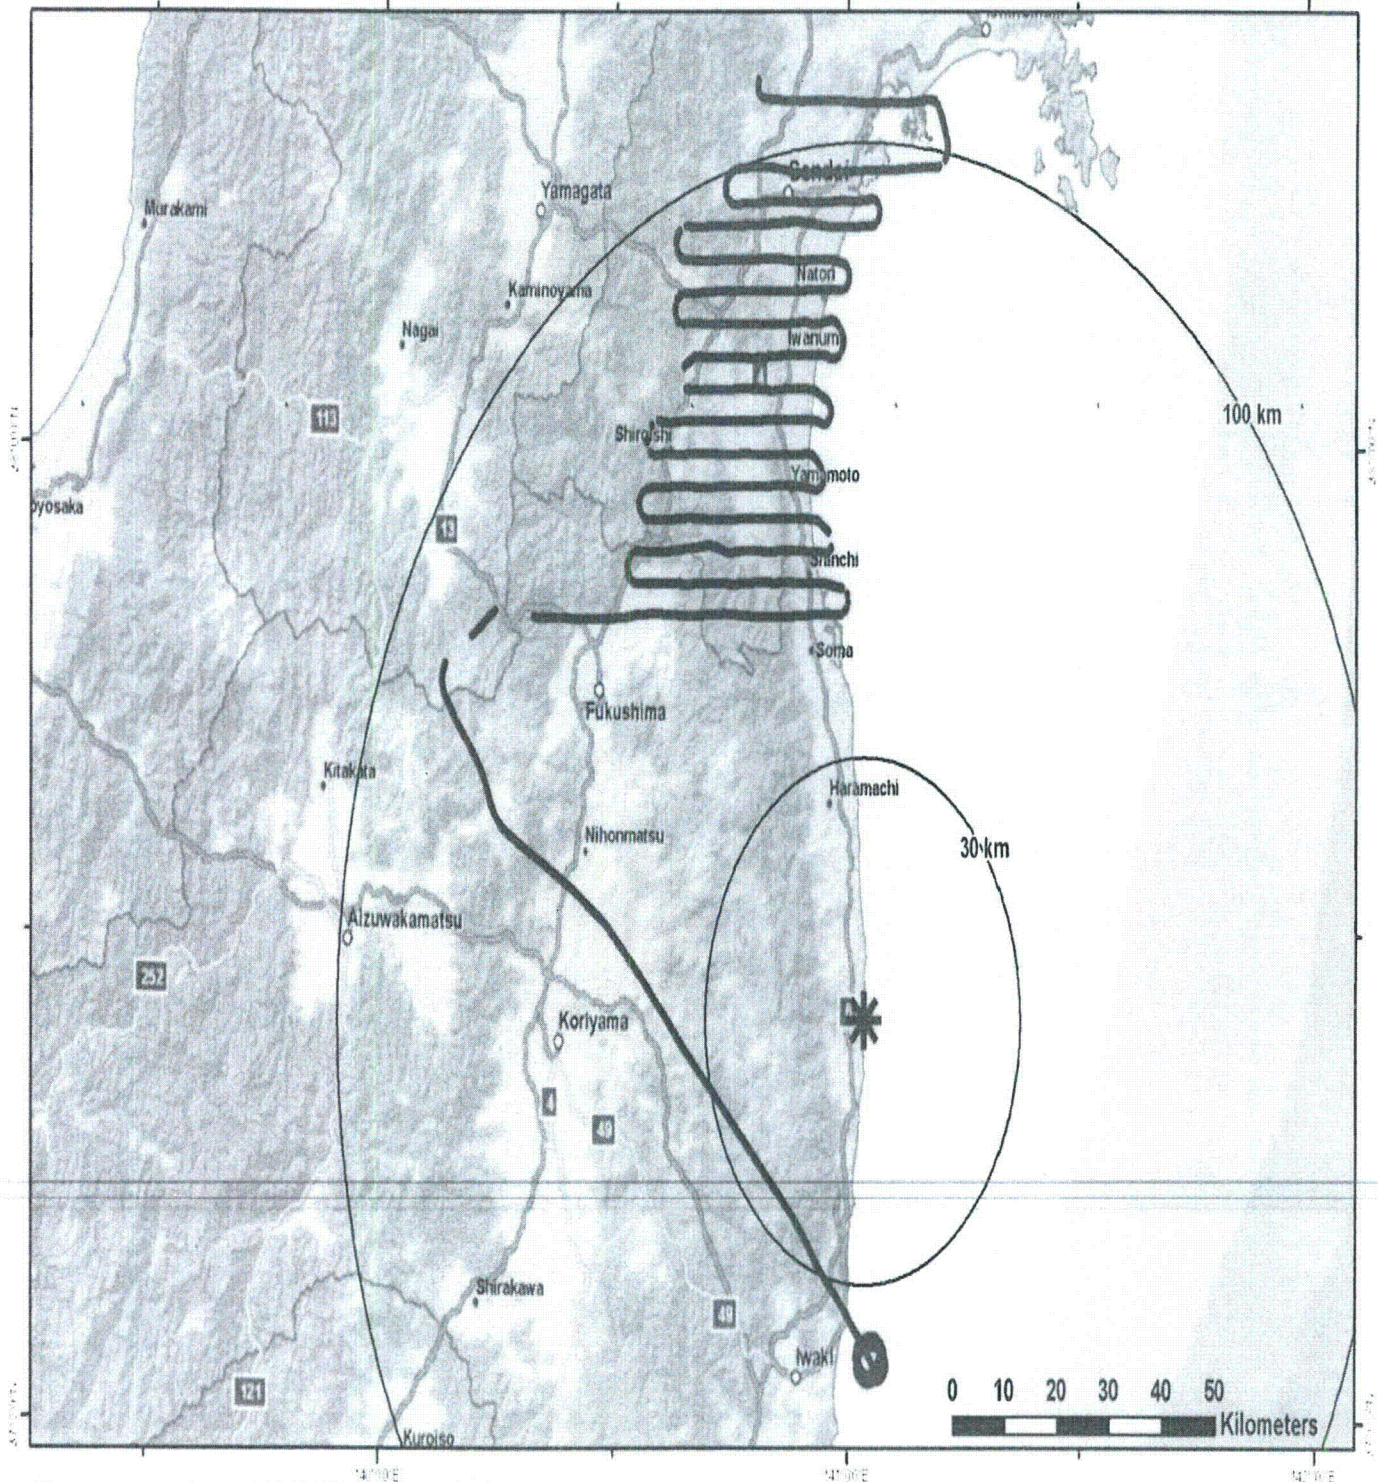 Sendai
Yamagata
Murakami
Natori
Kaminoyama
Nagai
Iwanum
100 km
113
Shiroishi
Yamamoto
oyosaka
13
Shinchi
Soma
Fukushima
Kitakata
Haramachi
Nihonmatsu
30 km
Aizuwakamatsu
252
Koriyama
4
49
Shirakawa
49
Iwaki
121
0 10 20 30 40 50
Kilometers
Kuroiso